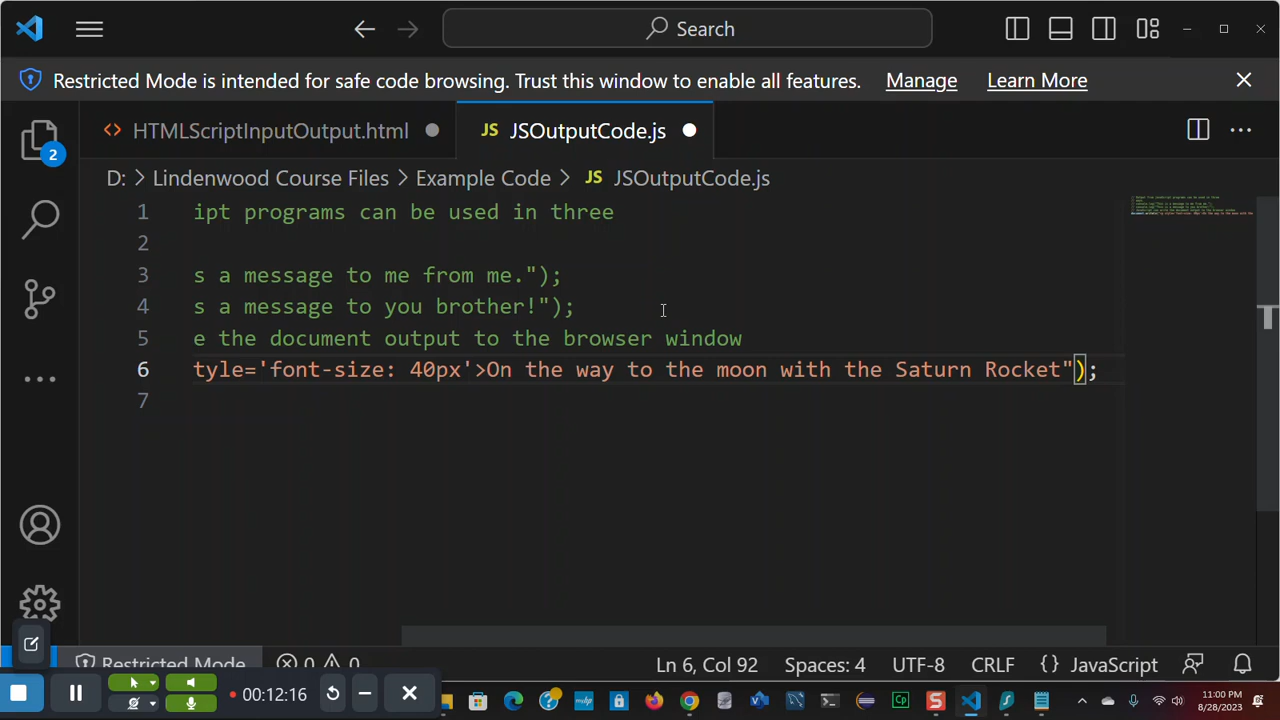 Search
Restricted Mode is intended for safe code browsing. Trust this window to enable all features. Manage Learn More
HTMLScriptInputOutput.html JS JSOutputCode.js
D: > Lindenwood Course Files > Example Code > JS JSOutputCode.js
2
1 ipt programs can be used in three
2
3 s a message to me from me.");
4 s a message to you brother!");
5 e the document output to the browser window
6 tyle='font-size: 40px'>On the way to the moon with the Saturn Rocket");
7
Restricted Mode 0 0 Ln 6, Col 92 Spaces: 4 UTF-8 CRLF {} JavaScript
00:12:16
11:00 PM
8/28/2023